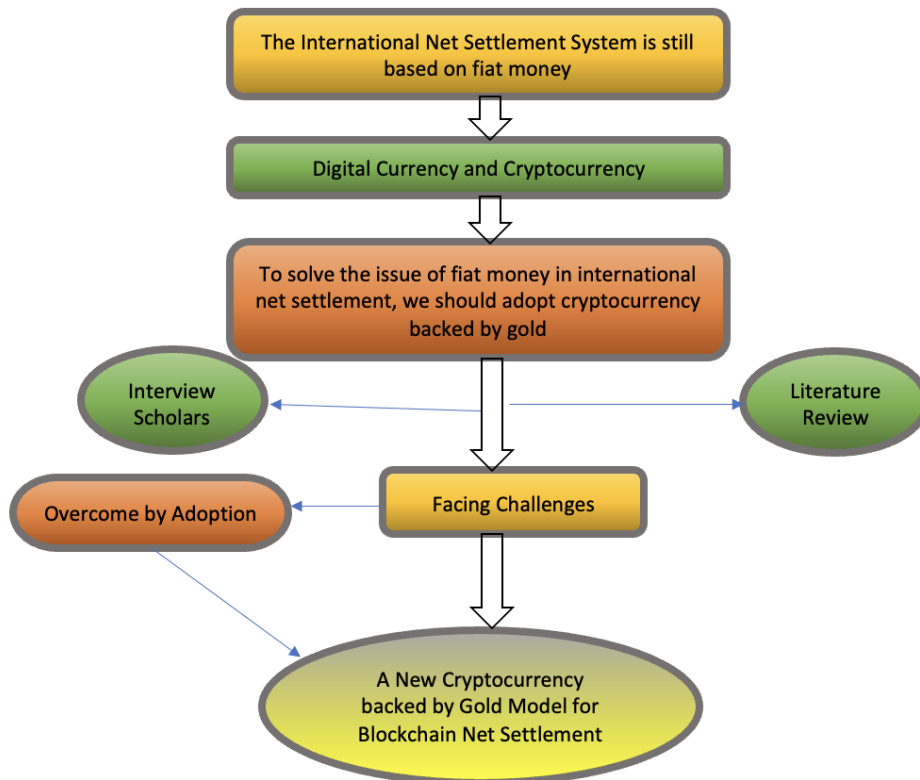 The International Net Settlement System is still
based on fiat money
Digital Currency and Cryptocurrency
To solve the issue of fiat money in international
net settlement, we should adopt cryptocurrency
backed by gold
Interview
Scholars
Literature
Review
Facing Challenges
Overcome by Adoption
A New Cryptocurrency
backed by Gold Model for
Blockchain Net Settlement